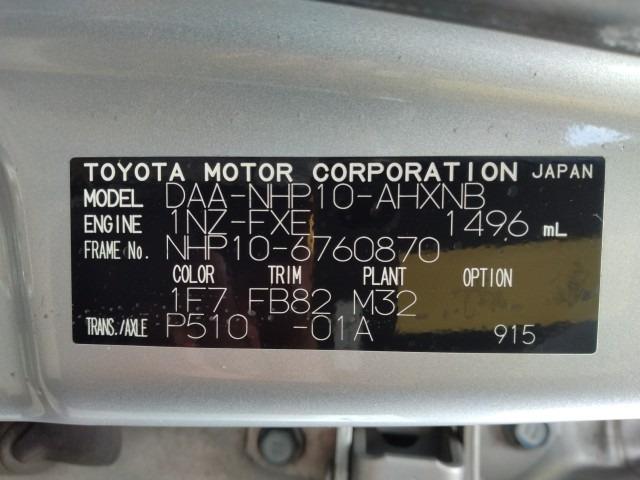 TOYOTA MOTOR CORPORATION JAPAN
MODEL DAA-NHP10-AHXNB
ENGINE 1NZ-FXE 1496 mL
FRAME No. NHP10-6760870
COLOR TRIM PLANT OPTION
1F7 FB82 M32
TRANS./AXLE P510 -01A 915